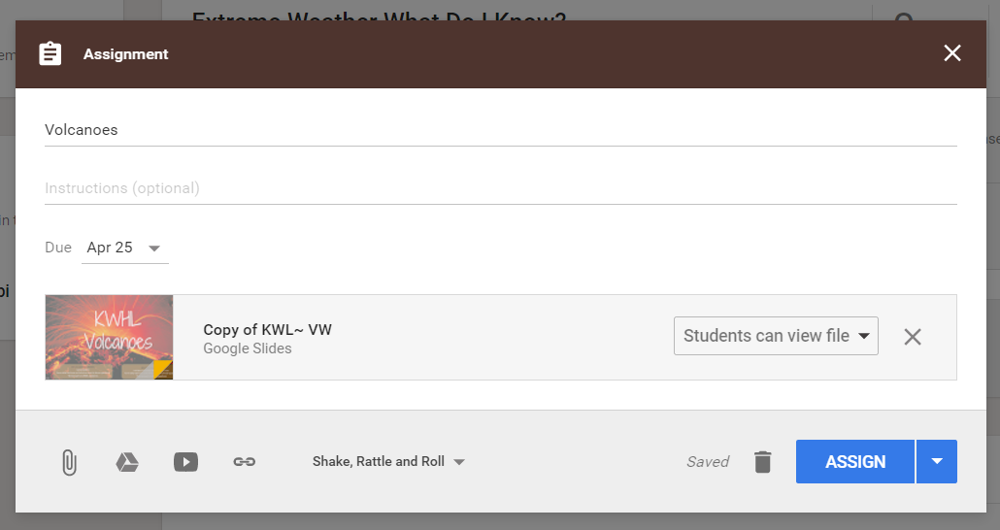 Extreme Weather What Do I Know?
Assignment
Volcanoes
Instructions (optional)
Due Apr 25
KWHL
Volcanoes
Copy of KWL~ VW
Google Slides
Students can view file
Shake, Rattle and Roll
Saved
ASSIGN